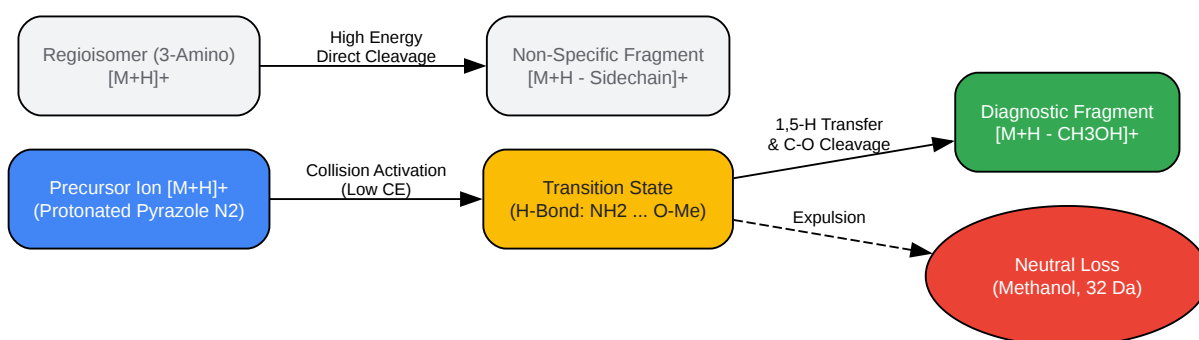 Regioisomer (3-Amino)
[M+H]+
High Energy
Direct Cleavage
Non-Specific Fragment
[M+H - Sidechain]+
Precursor Ion [M+H]+
(Protonated Pyrazole N2)
Collision Activation
(Low CE)
Transition State
(H-Bond: NH2 ... O-Me)
1,5-H Transfer
& C-O Cleavage
Diagnostic Fragment
[M+H - CH3OH]+
Expulsion
Neutral Loss
(Methanol, 32 Da)